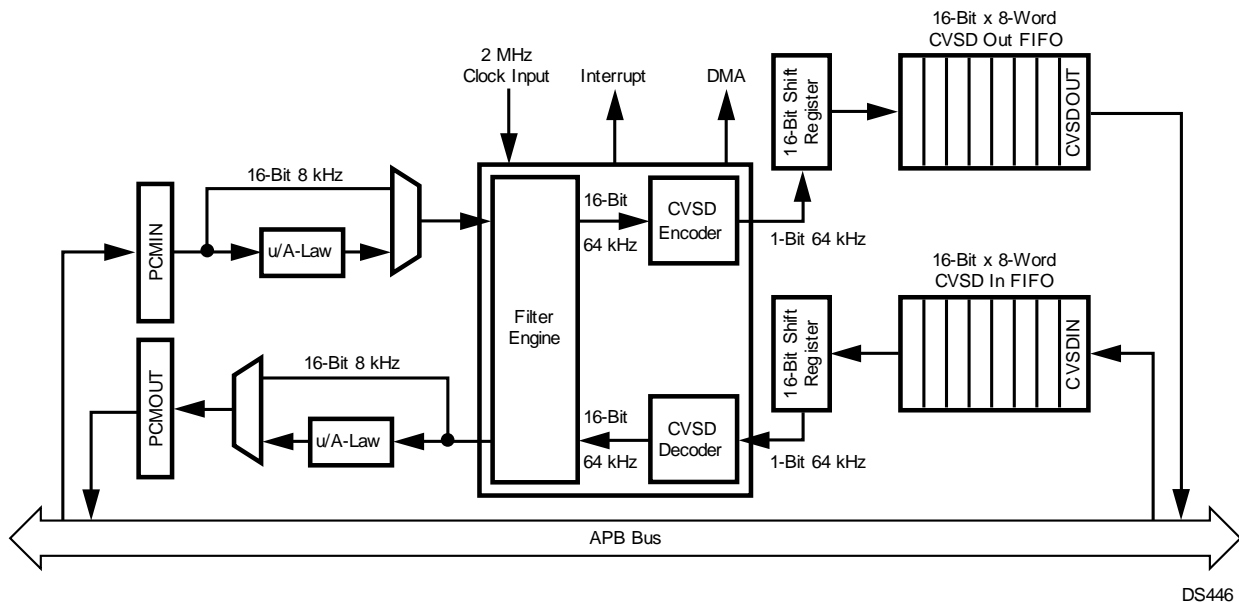 16-Bit x 8-Word
CVSD Out FIFO
2 MHz
Clock Input
Interrupt
DMA
16-Bit Shift
Register
CVSDOUT
PCMIN
16-Bit 8 kHz
u/A-Law
16-Bit
64 kHz
CVSD
Encoder
1-Bit 64 kHz
Filter
Engine
16-Bit x 8-Word
CVSD In FIFO
16-Bit Shift
Register
CVSDIN
PCMOUT
16-Bit 8 kHz
u/A-Law
16-Bit
64 kHz
CVSD
Decoder
1-Bit 64 kHz
APB Bus
DS446